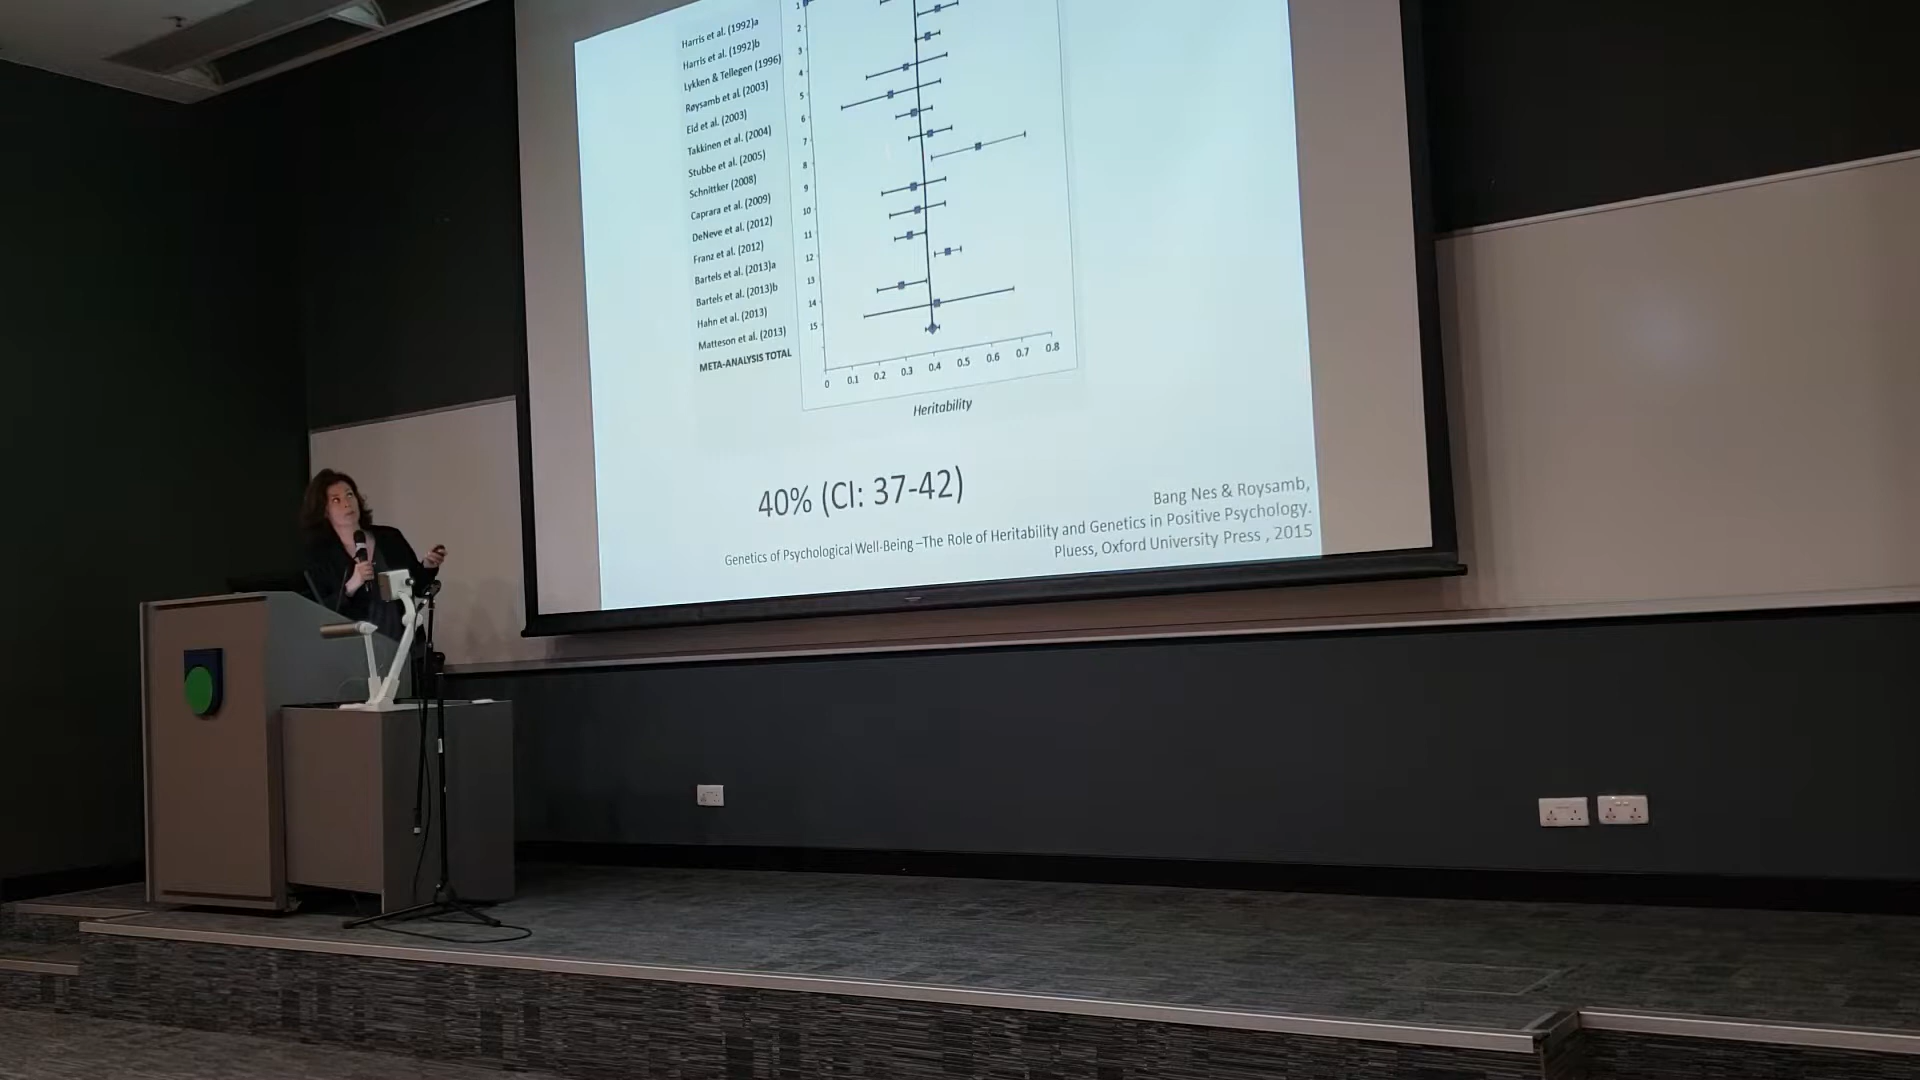 Harris et al. (1992)a
Harris et al. (1992)b
Lykken & Tellegen (1996)
Røysamb et al. (2003)
Eid et al. (2003)
Takkinen et al. (2004)
Stubbe et al. (2005)
Schnittker (2008)
Caprara et al. (2009)
DeNeve et al. (2012)
Franz et al. (2012)
Bartels et al. (2013)a
Bartels et al. (2013)b
Hahn et al. (2013)
Matteson et al. (2013)
META-ANALYSIS TOTAL
1
2
3
4
5
6
7
8
9
10
11
12
13
14
15
0 0.1 0.2 0.3 0.4 0.5 0.6 0.7 0.8
Heritability
40% (CI: 37-42)
Bang Nes & Roysamb,
Genetics of Psychological Well-Being –The Role of Heritability and Genetics in Positive Psychology.
Pluess, Oxford University Press , 2015